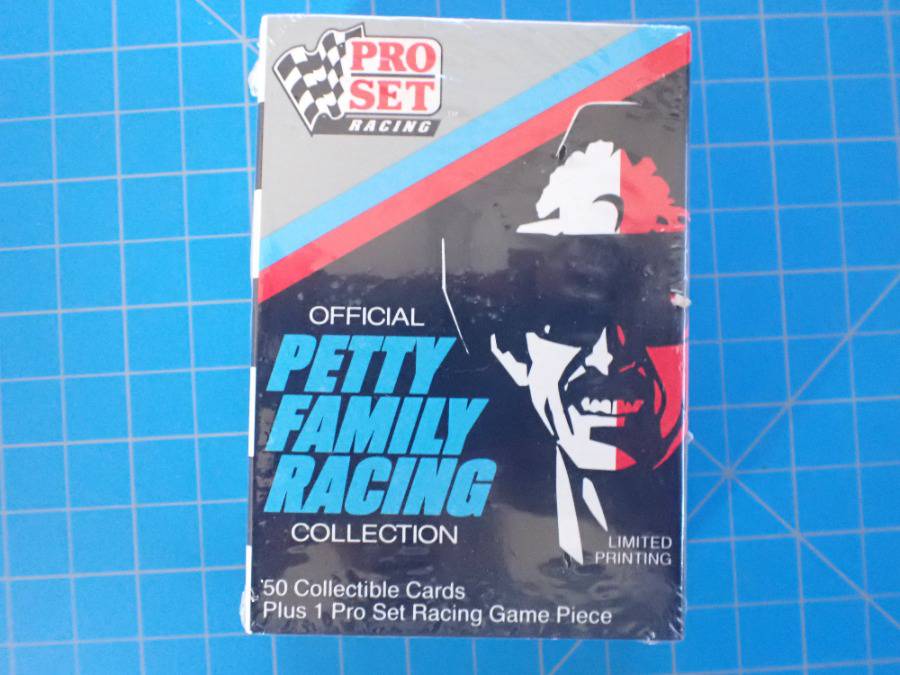 PRO
SET
RACING
OFFICIAL
PETTY
FAMILY
RACING
COLLECTION
LIMITED
PRINTING
50 Collectible Cards
Plus 1 Pro Set Racing Game Piece